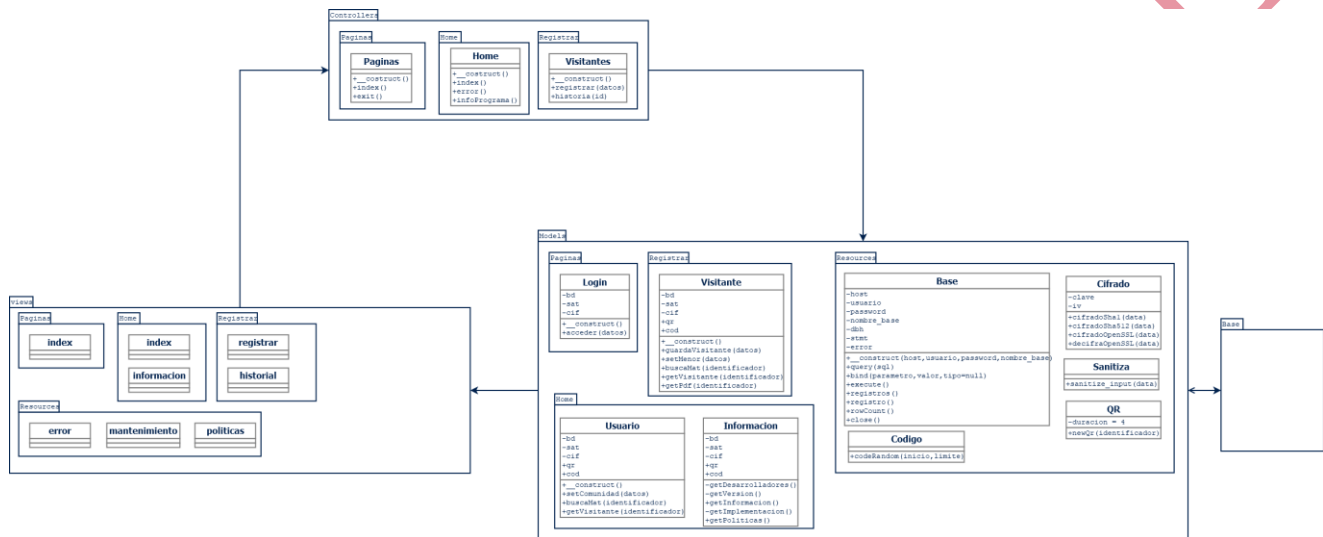 Controllers
Paginas
Paginas
+__costruct()
+index()
+exit()
Home
Home
+__costruct()
+index()
+error()
+infoPrograma()
Registrar
Visitantes
+__construct()
+registrar(datos)
+historia(id)
Views
Paginas
index
Home
index
informacion
Registrar
registrar
historial
Resources
error
mantenimiento
politicas
Models
Paginas
Login
-bd
-sat
-cif
+__construct()
+acceder(datos)
Registrar
Visitante
-bd
-sat
-cif
+qr
+cod
+__construct()
+guardaVisitante(datos)
+setMenor(datos)
+buscaMat(identificador)
+getVisitante(identificador)
+getPdf(identificador)
Home
Usuario
-bd
-sat
-cif
+qr
+cod
+__construct()
+setComunidad(datos)
+buscaMat(identificador)
+getVisitante(identificador)
Informacion
-bd
-sat
-cif
+qr
+cod
-getDesarrolladores()
-getVersion()
+getInformacion()
-getImplementacion()
+getPoliticas()
Resources
Base
-host
-usuario
-password
-nombre_base
-dbh
-stmt
-error
+__construct(host,usuario,password,nombre_base)
+query(sql)
+bind(parametro,valor,tipo=null)
+execute()
+registros()
+registro()
+rowCount()
+close()
Codigo
+codeRandom(inicio,limite)
Cifrado
-clave
-iv
+cifradoSha1(data)
+cifradoSha512(data)
+cifradoOpenSSL(data)
+decifraOpenSSL(data)
Sanitiza
+sanitize_input(data)
QR
-duracion = 4
+newQr(identificador)
Base